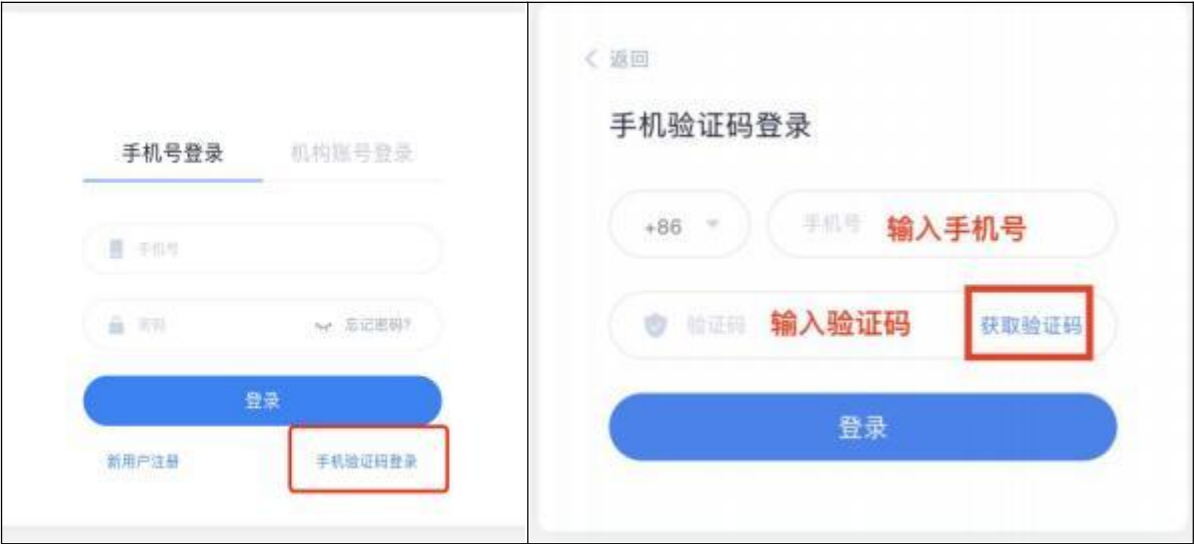 手机号登录 机构账号登录
手机号
密码 忘记密码?
登录
新用户注册 手机验证码登录
返回
手机验证码登录
+86 手机号 输入手机号
验证码 输入验证码 获取验证码
登录